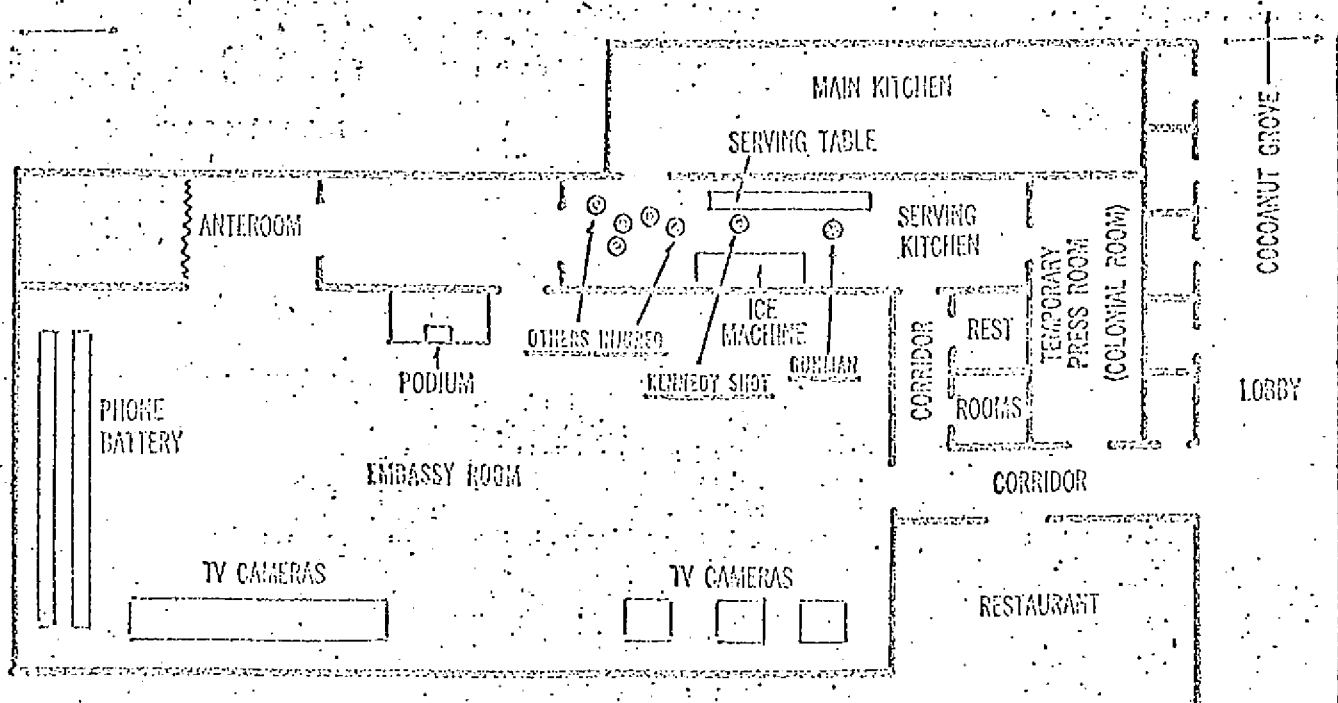 MAIN KITCHEN
SERVING TABLE
COCOANUT GROVE
ANTEROOM
SERVING
KITCHEN
TEMPORARY
PRESS ROOM
(COLONIAL ROOM)
OTHERS INJURED
ICE
MACHINE
KENNEDY SHOT
GUNMAN
CORRIDOR
REST
ROOMS
PODIUM
LOBBY
PHONE
BATTERY
EMBASSY ROOM
CORRIDOR
TV CAMERAS
TV CAMERAS
RESTAURANT